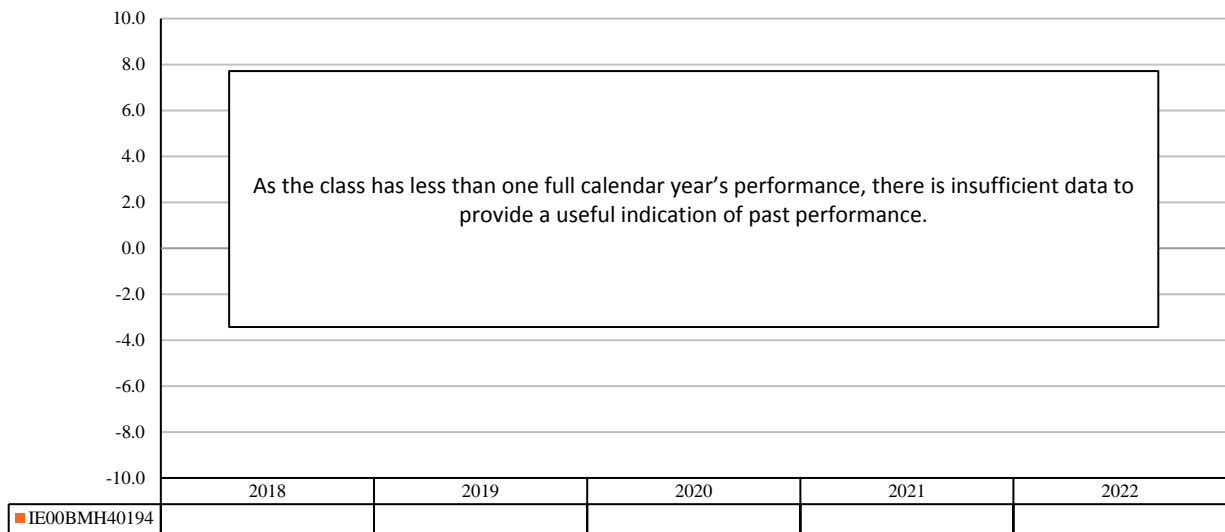 10.0
8.0
6.0
4.0
2.0
0.0
-2.0
-4.0
-6.0
-8.0
-10.0
As the class has less than one full calendar year’s performance, there is insufficient data to
provide a useful indication of past performance.
2018 2019 2020 2021 2022
IE00BMH40194